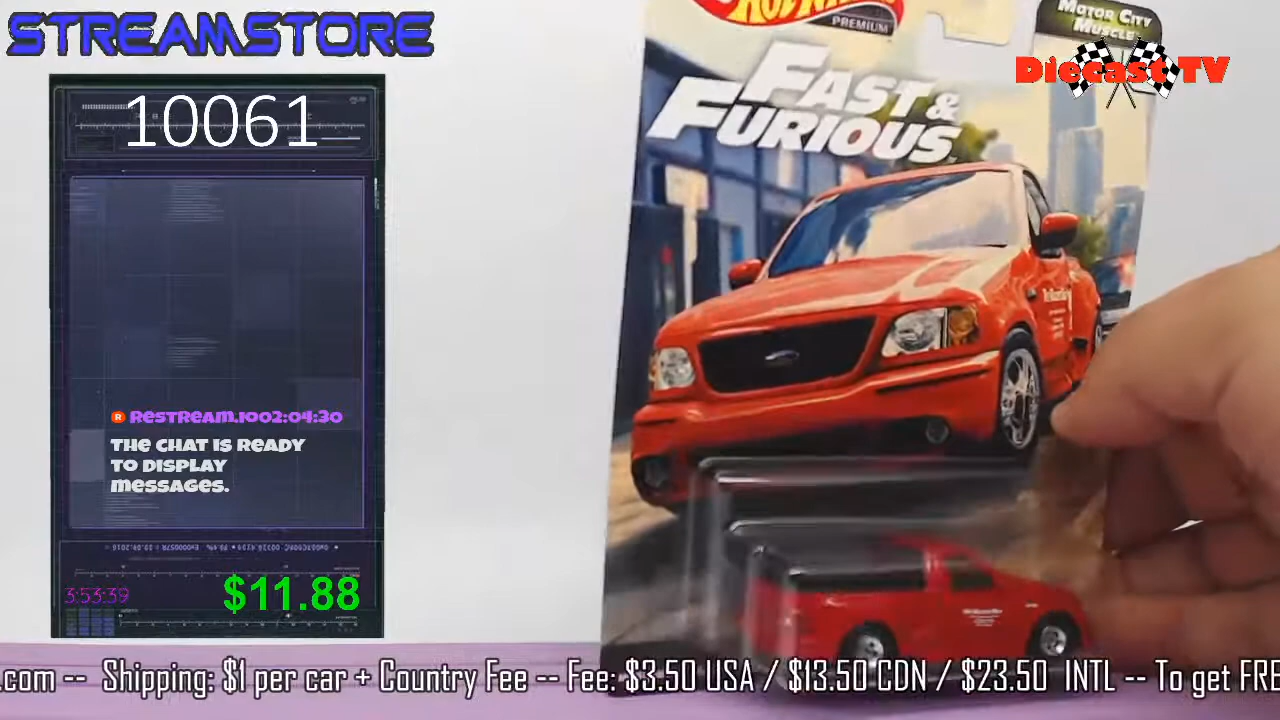 STREAMSTORE
10061
Restream.1002:04:30
The chat is ready
to display
messages.
3:53:39
$11.88
HOT WHEELS
PREMIUM
FAST &
FURIOUS
MOTOR CITY
MUSCLE
Diecast TV
.com -- Shipping: $1 per car + Country Fee -- Fee: $3.50 USA / $13.50 CDN / $23.50 INTL -- To get FRE